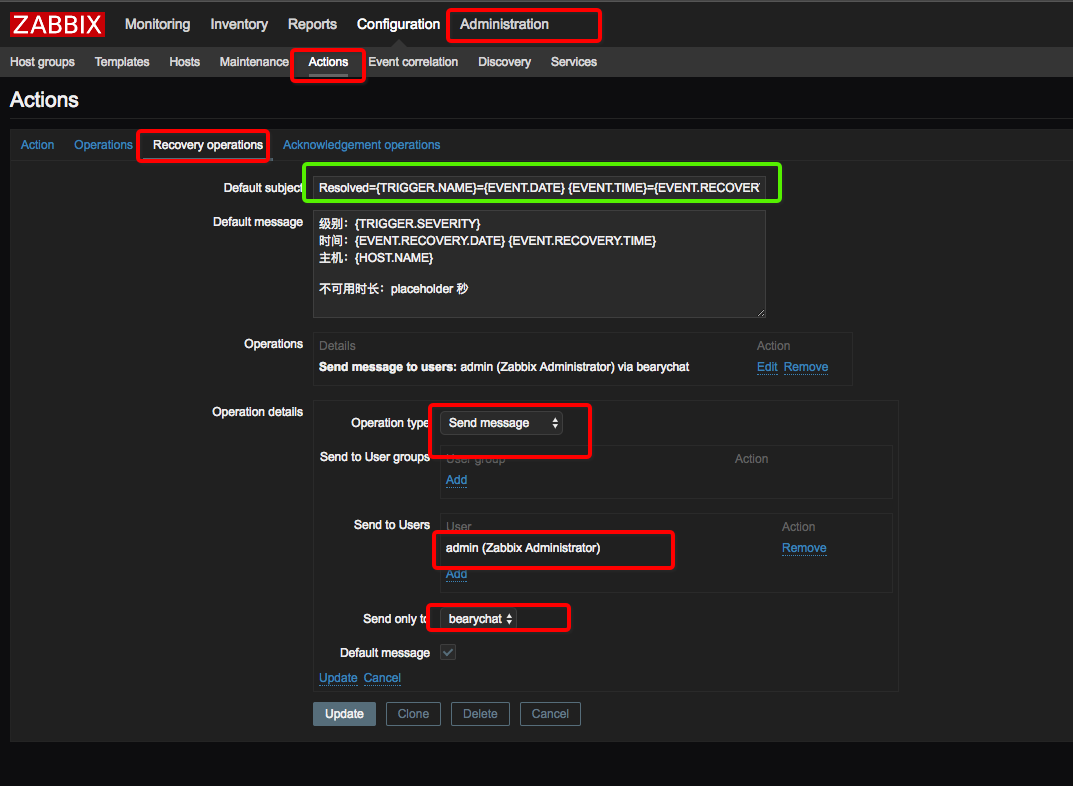 ZABBIX Monitoring Inventory Reports Configuration Administration
Host groups Templates Hosts Maintenance Actions Event correlation Discovery Services
Actions
Action Operations Recovery operations Acknowledgement operations
Default subject Resolved={TRIGGER.NAME}={EVENT.DATE} {EVENT.TIME}={EVENT.RECOVER
Default message
级别：{TRIGGER.SEVERITY}
时间：{EVENT.RECOVERY.DATE} {EVENT.RECOVERY.TIME}
主机：{HOST.NAME}
不可用时长：placeholder 秒
Operations Details Action
Send message to users: admin (Zabbix Administrator) via bearychat Edit Remove
Operation details
Operation type Send message
Send to User groups User group Action
Add
Send to Users User Action
admin (Zabbix Administrator) Remove
Add
Send only to bearychat
Default message
Update Cancel
Update Clone Delete Cancel